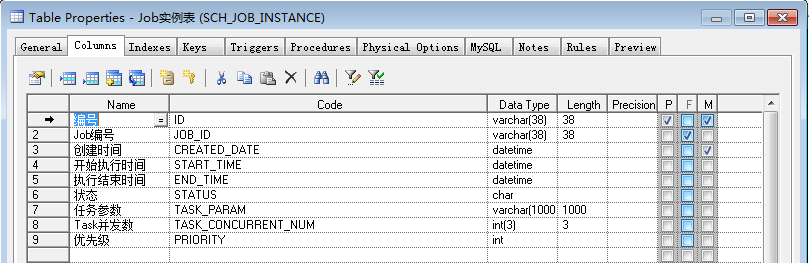 Table Properties - Job实例表 (SCH_JOB_INSTANCE)
General Columns Indexes Keys Triggers Procedures Physical Options MySQL Notes Rules Preview
Name Code Data Type Length Precision P F M
编号 = ID varchar(38) 38
2 Job编号 JOB_ID varchar(38) 38
3 创建时间 CREATED_DATE datetime
4 开始执行时间 START_TIME datetime
5 执行结束时间 END_TIME datetime
6 状态 STATUS char
7 任务参数 TASK_PARAM varchar(1000 1000
8 Task并发数 TASK_CONCURRENT_NUM int(3) 3
9 优先级 PRIORITY int